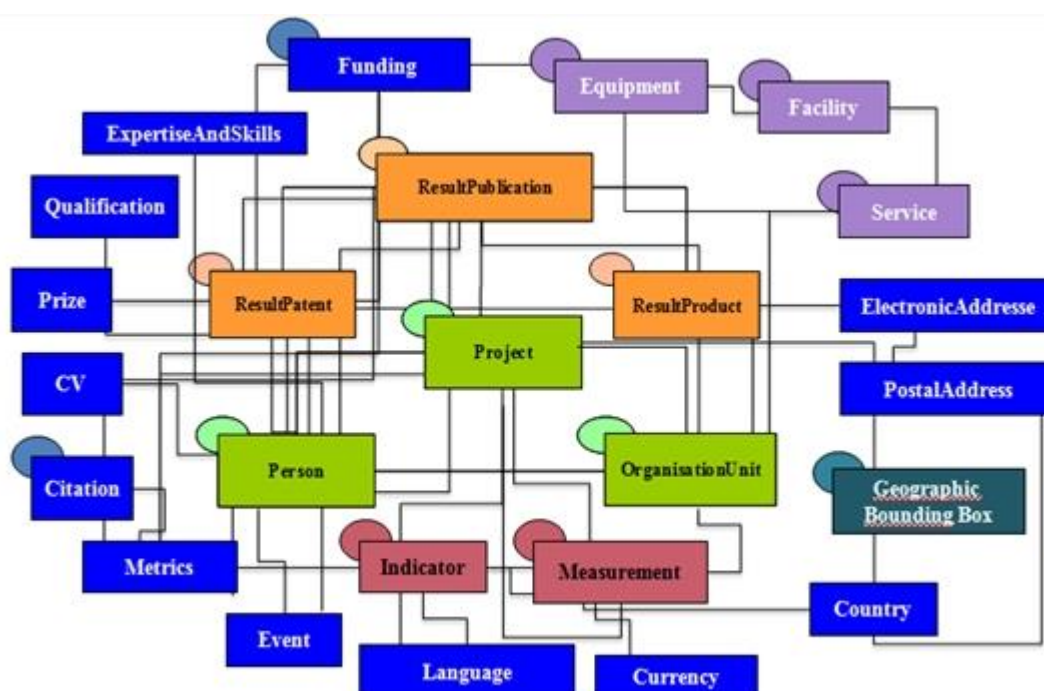 Funding
Equipment
Facility
ExpertiseAndSkills
ResultPublication
Qualification
Service
Prize
ResultPatent
ResultProduct
ElectronicAddresse
Project
CV
PostalAddress
Person
OrganisationUnit
Citation
Geographic
Bounding Box
Metrics
Indicator
Measurement
Country
Event
Language
Currency